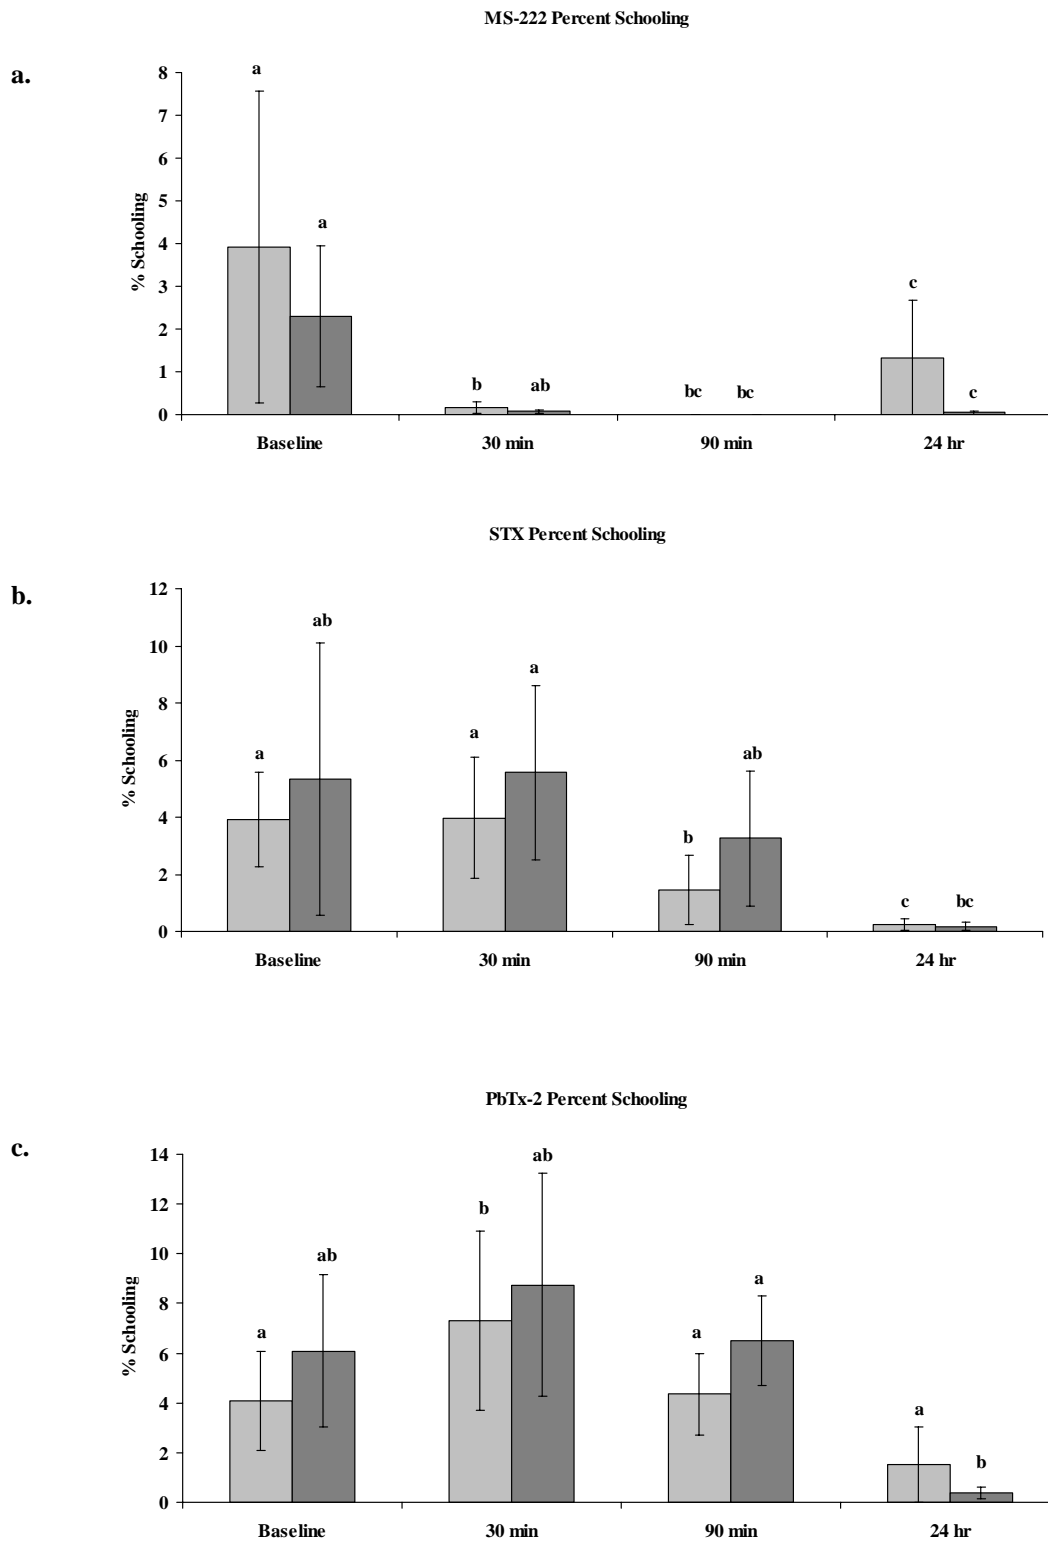 MS-222 Percent Schooling
a.
8
7
6
5
4
3
2
1
0
% Schooling
a
a
b
ab
bc
bc
c
c
Baseline
30 min
90 min
24 hr
STX Percent Schooling
b.
12
10
8
6
4
2
0
% Schooling
a
ab
a
a
b
ab
c
bc
Baseline
30 min
90 min
24 hr
PbTx-2 Percent Schooling
c.
14
12
10
8
6
4
2
0
% Schooling
a
ab
b
ab
a
a
a
b
Baseline
30 min
90 min
24 hr